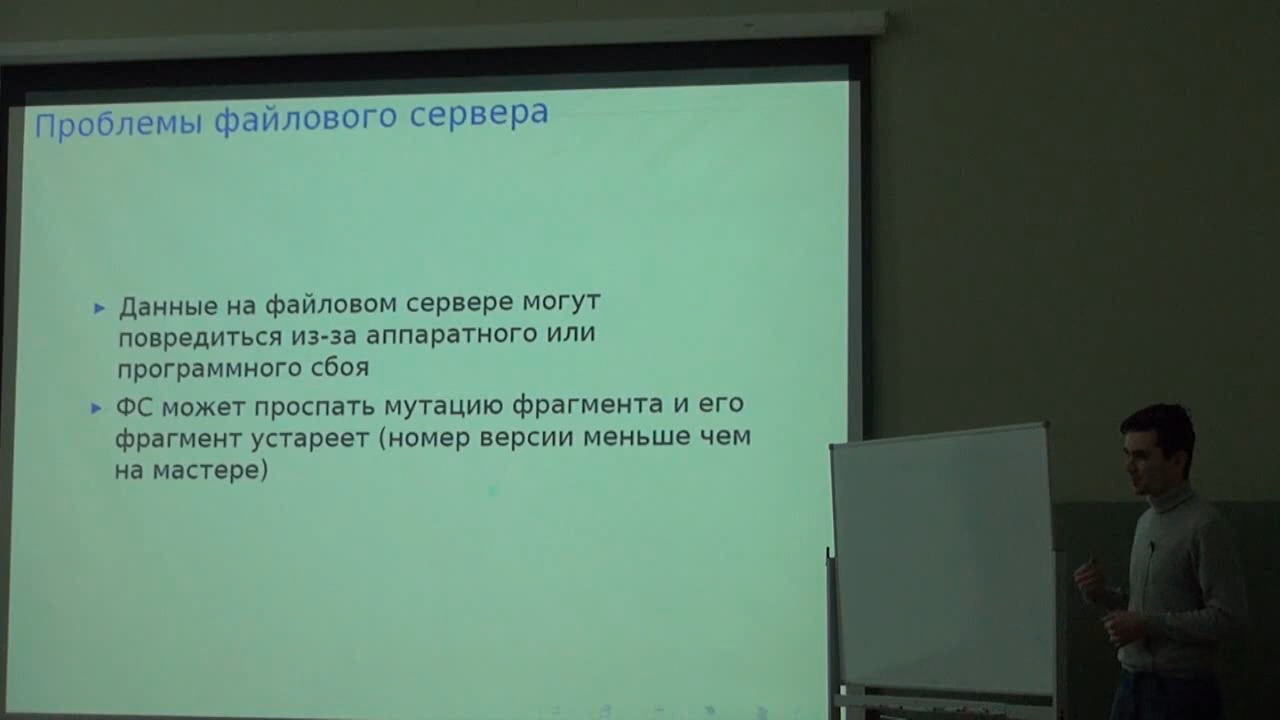 Проблемы файлового сервера
Данные на файловом сервере могут
повредиться из-за аппаратного или
программного сбоя
ФС может проспать мутацию фрагмента и его
фрагмент устареет (номер версии меньше чем
на мастере)